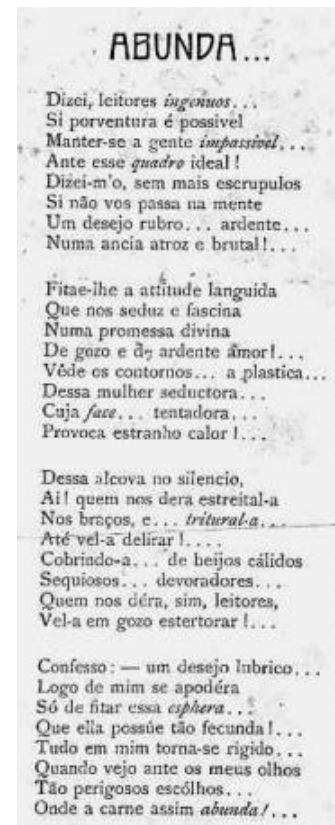 ABUNDA...
Dizei, leitores ingenuos...
Si porventura é possivel
Manter-se a gente impassivel...
Ante esse quadro ideal!
Dizei-m'o, sem mais escrupulos
Si não vos passa na mente
Um desejo rubro... ardente...
Numa ancia atroz e brutal!...
Fitae-lhe a attitude languida
Que nos seduz e fascina
Numa promessa divina
De gozo e de ardente amor!...
Vêde os contornos... a plastica...
Dessa mulher seductora...
Cuja face... tentadora...
Provoca estranho calor!...
Dessa alcova no silencio,
Ai! quem nos dera estreital-a
Nos braços, e... tritural-a...
Até vel-a delirar!....
Cobrindo-a... de beijos cálidos
Sequiosos... devoradores...
Quem nos déra, sim, leitores,
Vel-a em gozo estertorar!...
Confesso: — um desejo lubrico...
Logo de mim se apodéra
Só de fitar essa esphera...
Que ella possúe tão fecunda!...
Tudo em mim torna-se rigido...
Quando vejo ante os meus olhos
Tão perigosos escólhos...
Onde a carne assim abunda!...